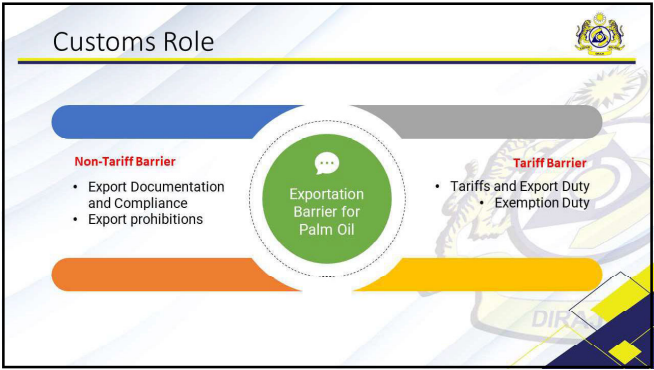 Customs Role
Non-Tariff Barrier
• Export Documentation
and Compliance
• Export prohibitions
Exportation
Barrier for
Palm Oil
Tariff Barrier
• Tariffs and Export Duty
• Exemption Duty